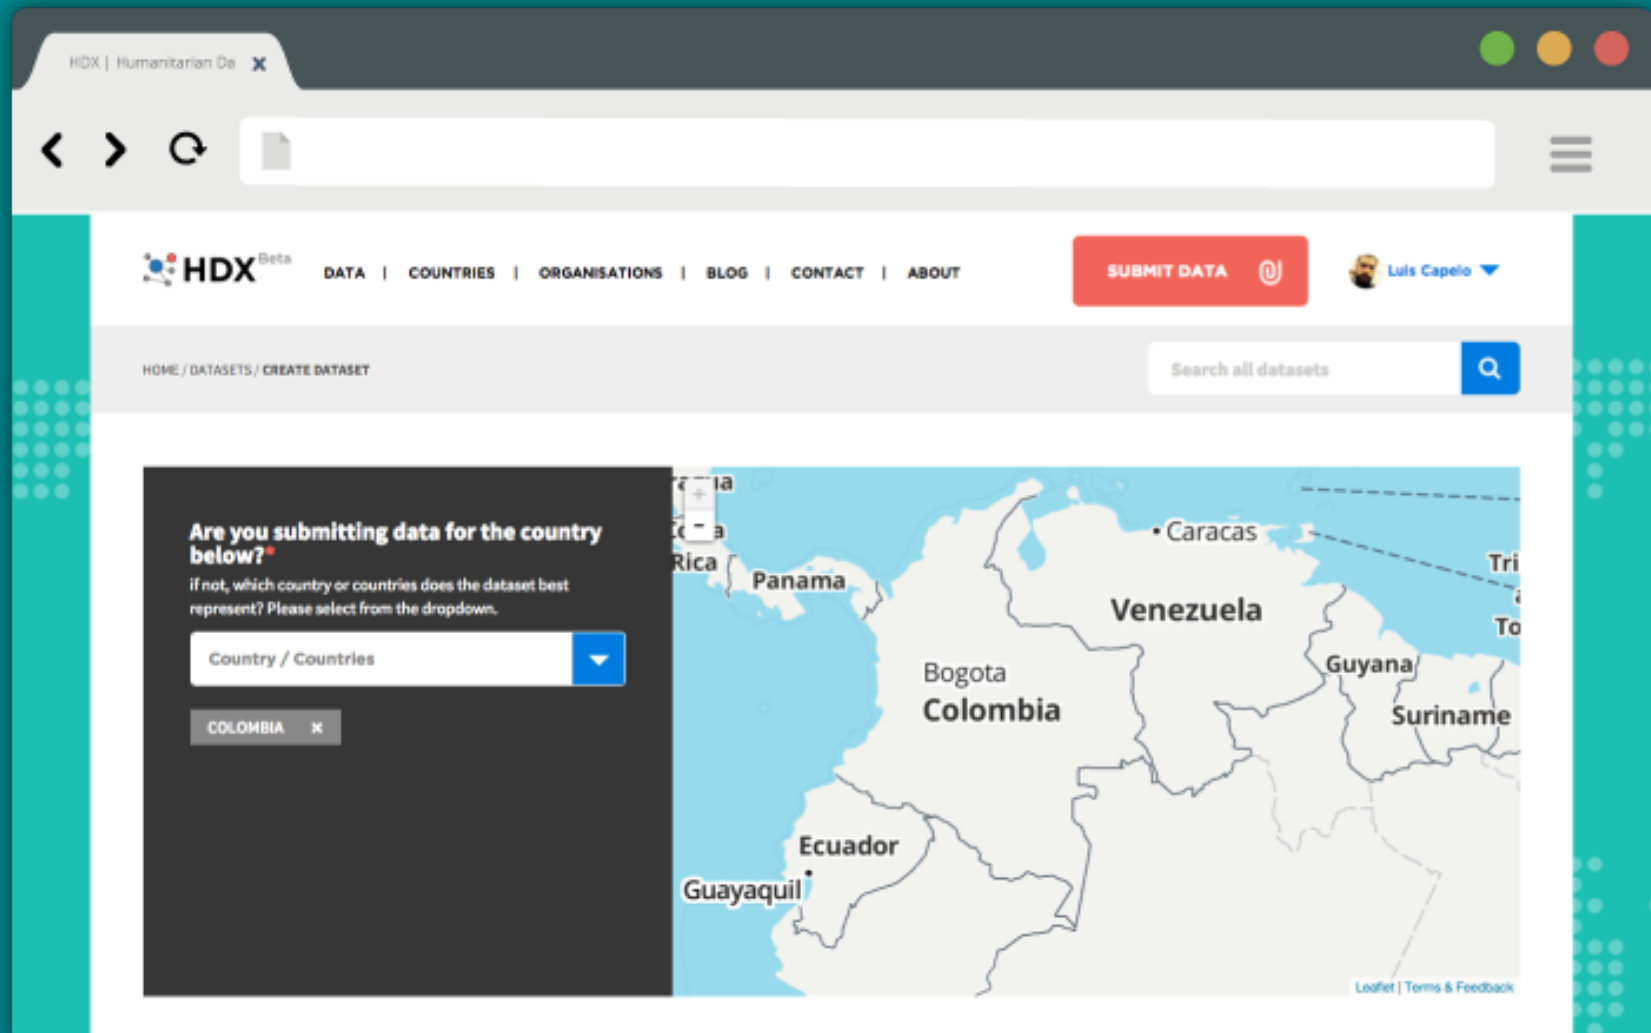 HDX | Humanitarian Da x
HDX Beta
DATA | COUNTRIES | ORGANISATIONS | BLOG | CONTACT | ABOUT
SUBMIT DATA
Luis Capelo
HOME / DATASETS / CREATE DATASET
Search all datasets
Are you submitting data for the country
below?*
if not, which country or countries does the dataset best
represent? Please select from the dropdown.
Country / Countries
COLOMBIA x
+
-
Rica
Panama
Caracas
Venezuela
Tri
To
Guyana
Suriname
Bogota
Colombia
Ecuador
Guayaquil
Leaflet | Terms & Feedback